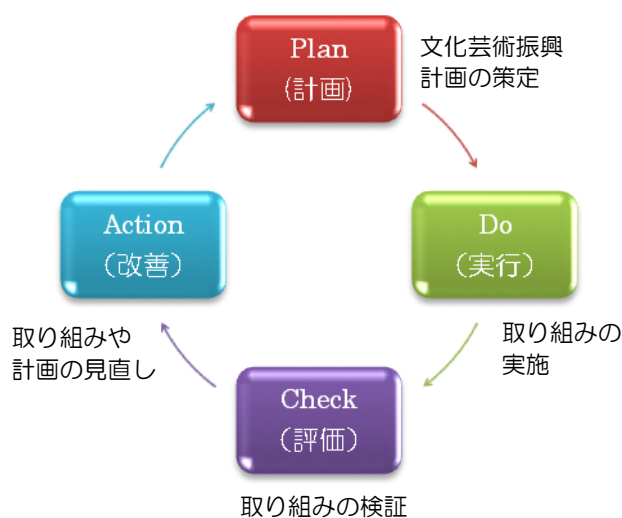 Plan
(計画)
文化芸術振興
計画の策定
Do
(実行)
取り組みの
実施
Check
(評価)
取り組みの検証
Action
(改善)
取り組みや
計画の見直し